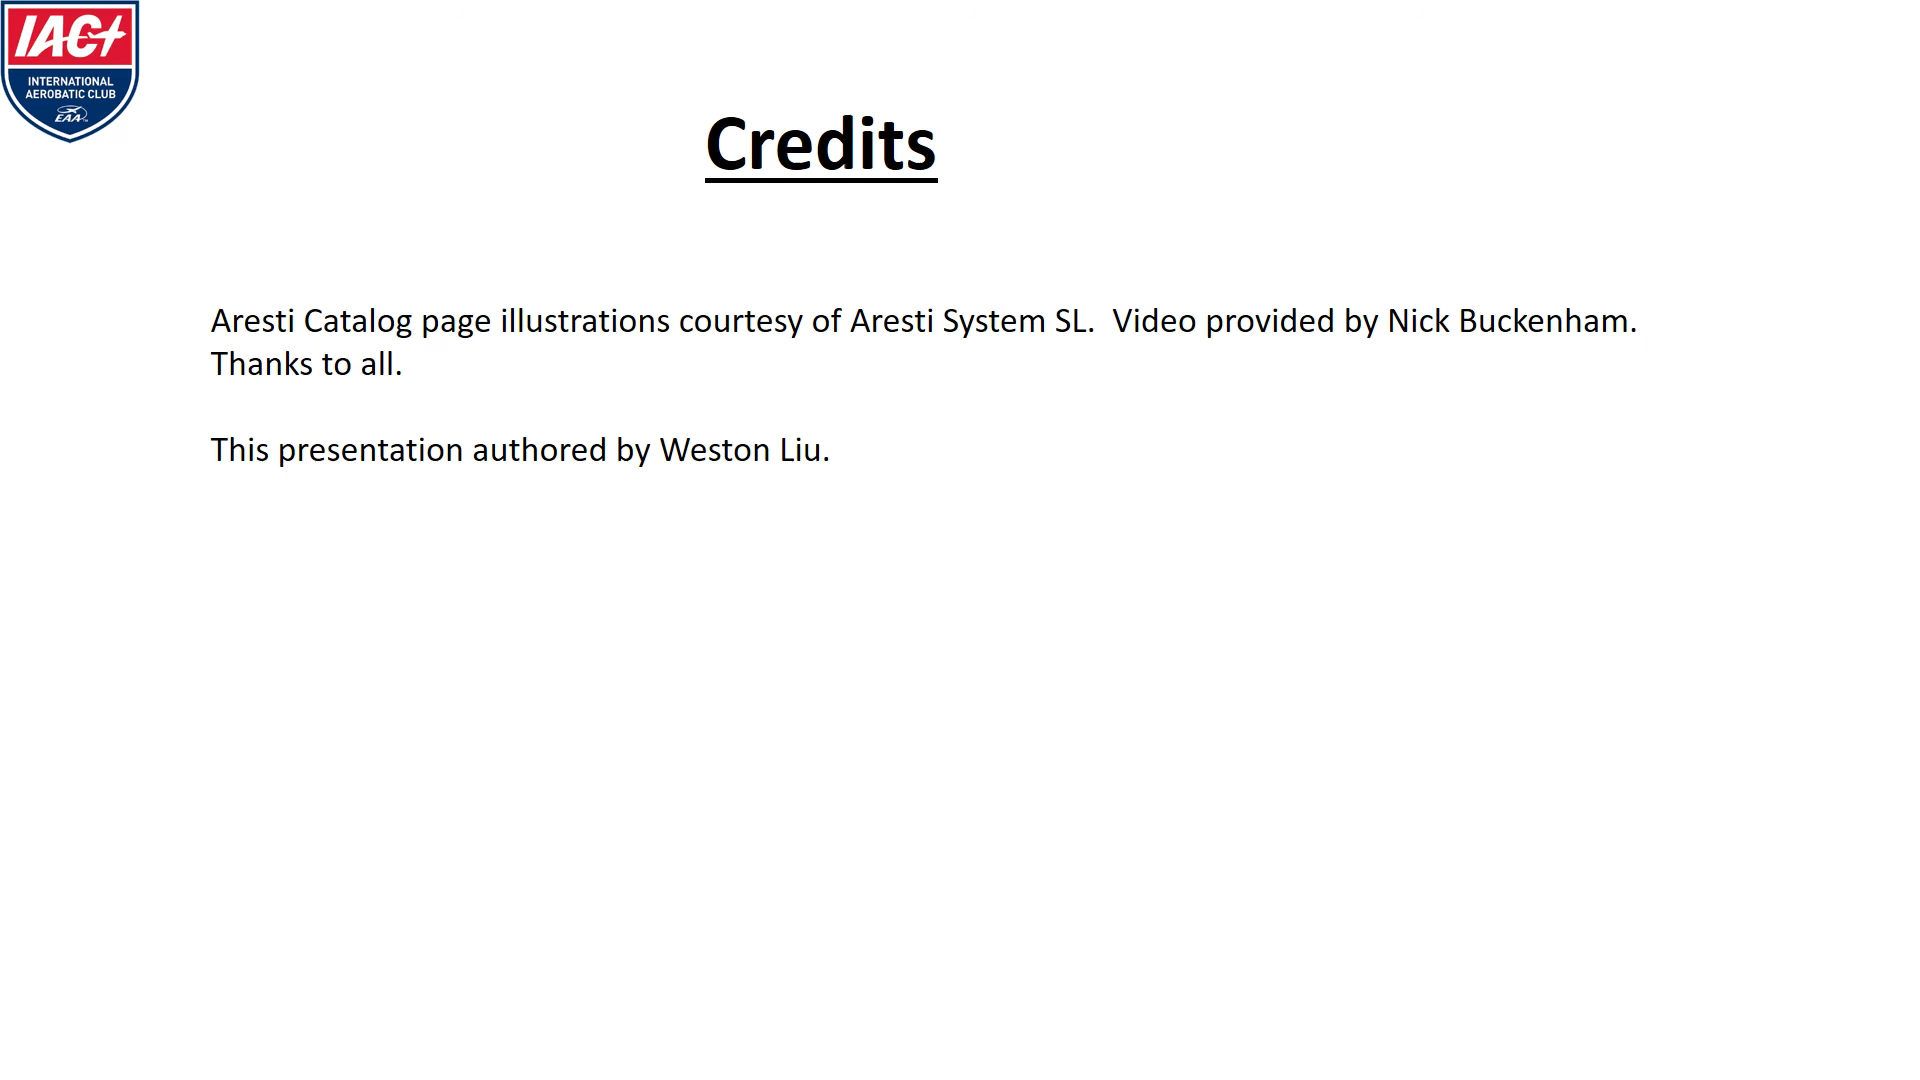 IAC
INTERNATIONAL
AEROBATIC CLUB
EAA
Credits
Aresti Catalog page illustrations courtesy of Aresti System SL.  Video provided by Nick Buckenham.
Thanks to all.
This presentation authored by Weston Liu.